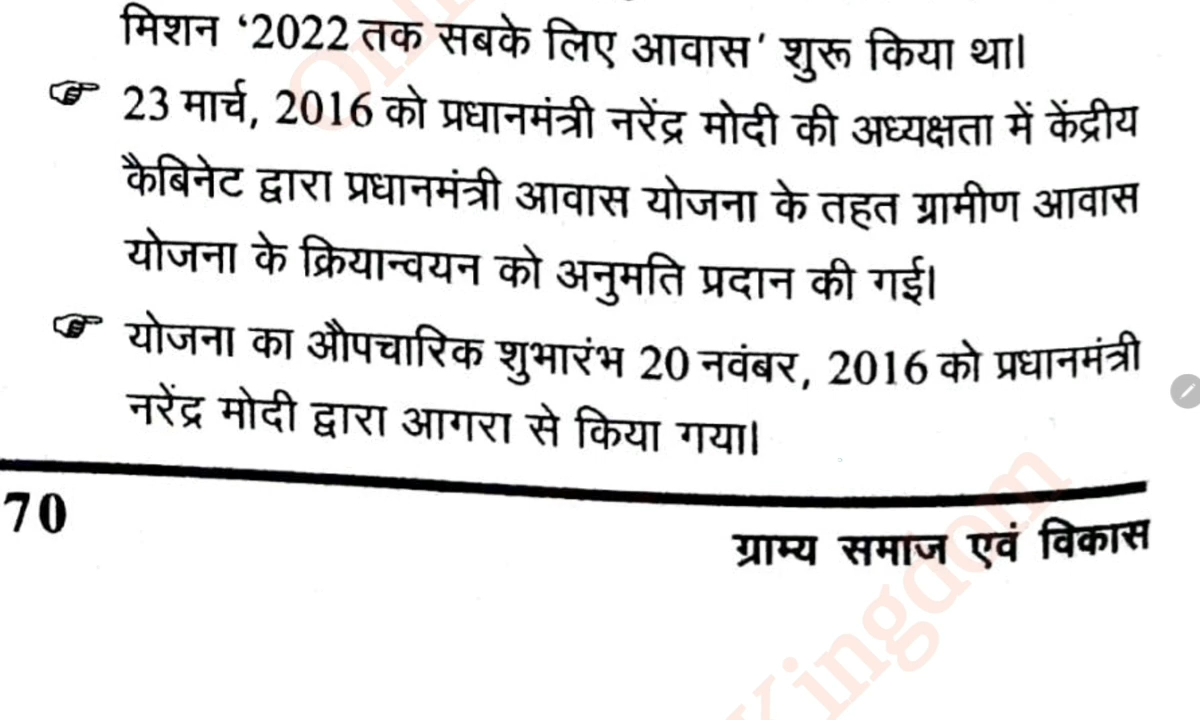 मिशन ‘2022 तक सबके लिए आवास’ शुरू किया था।
☞ 23 मार्च, 2016 को प्रधानमंत्री नरेंद्र मोदी की अध्यक्षता में केंद्रीय
कैबिनेट द्वारा प्रधानमंत्री आवास योजना के तहत ग्रामीण आवास
योजना के क्रियान्वयन को अनुमति प्रदान की गई।
☞ योजना का औपचारिक शुभारंभ 20 नवंबर, 2016 को प्रधानमंत्री
नरेंद्र मोदी द्वारा आगरा से किया गया।
70
ग्राम्य समाज एवं विकास
Kingdom